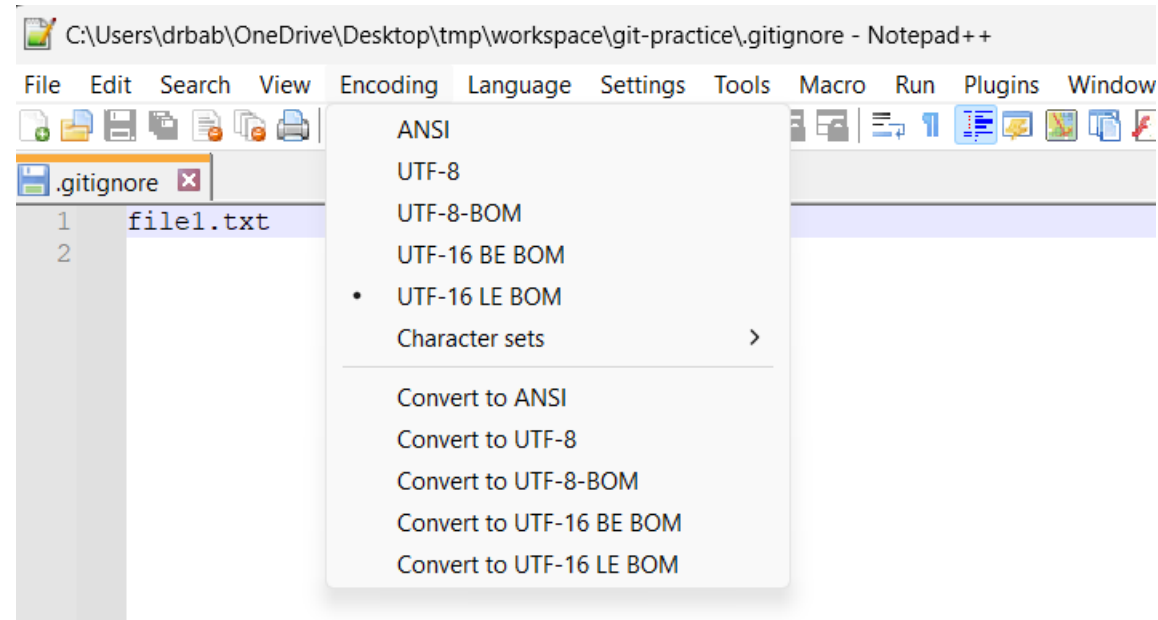 C:\Users\drbab\OneDrive\Desktop\tmp\workspace\git-practice\.gitignore - Notepad++
File Edit Search View Encoding Language Settings Tools Macro Run Plugins Window
.gitignore
1 file1.txt
2
ANSI
UTF-8
UTF-8-BOM
UTF-16 BE BOM
• UTF-16 LE BOM
Character sets >
Convert to ANSI
Convert to UTF-8
Convert to UTF-8-BOM
Convert to UTF-16 BE BOM
Convert to UTF-16 LE BOM